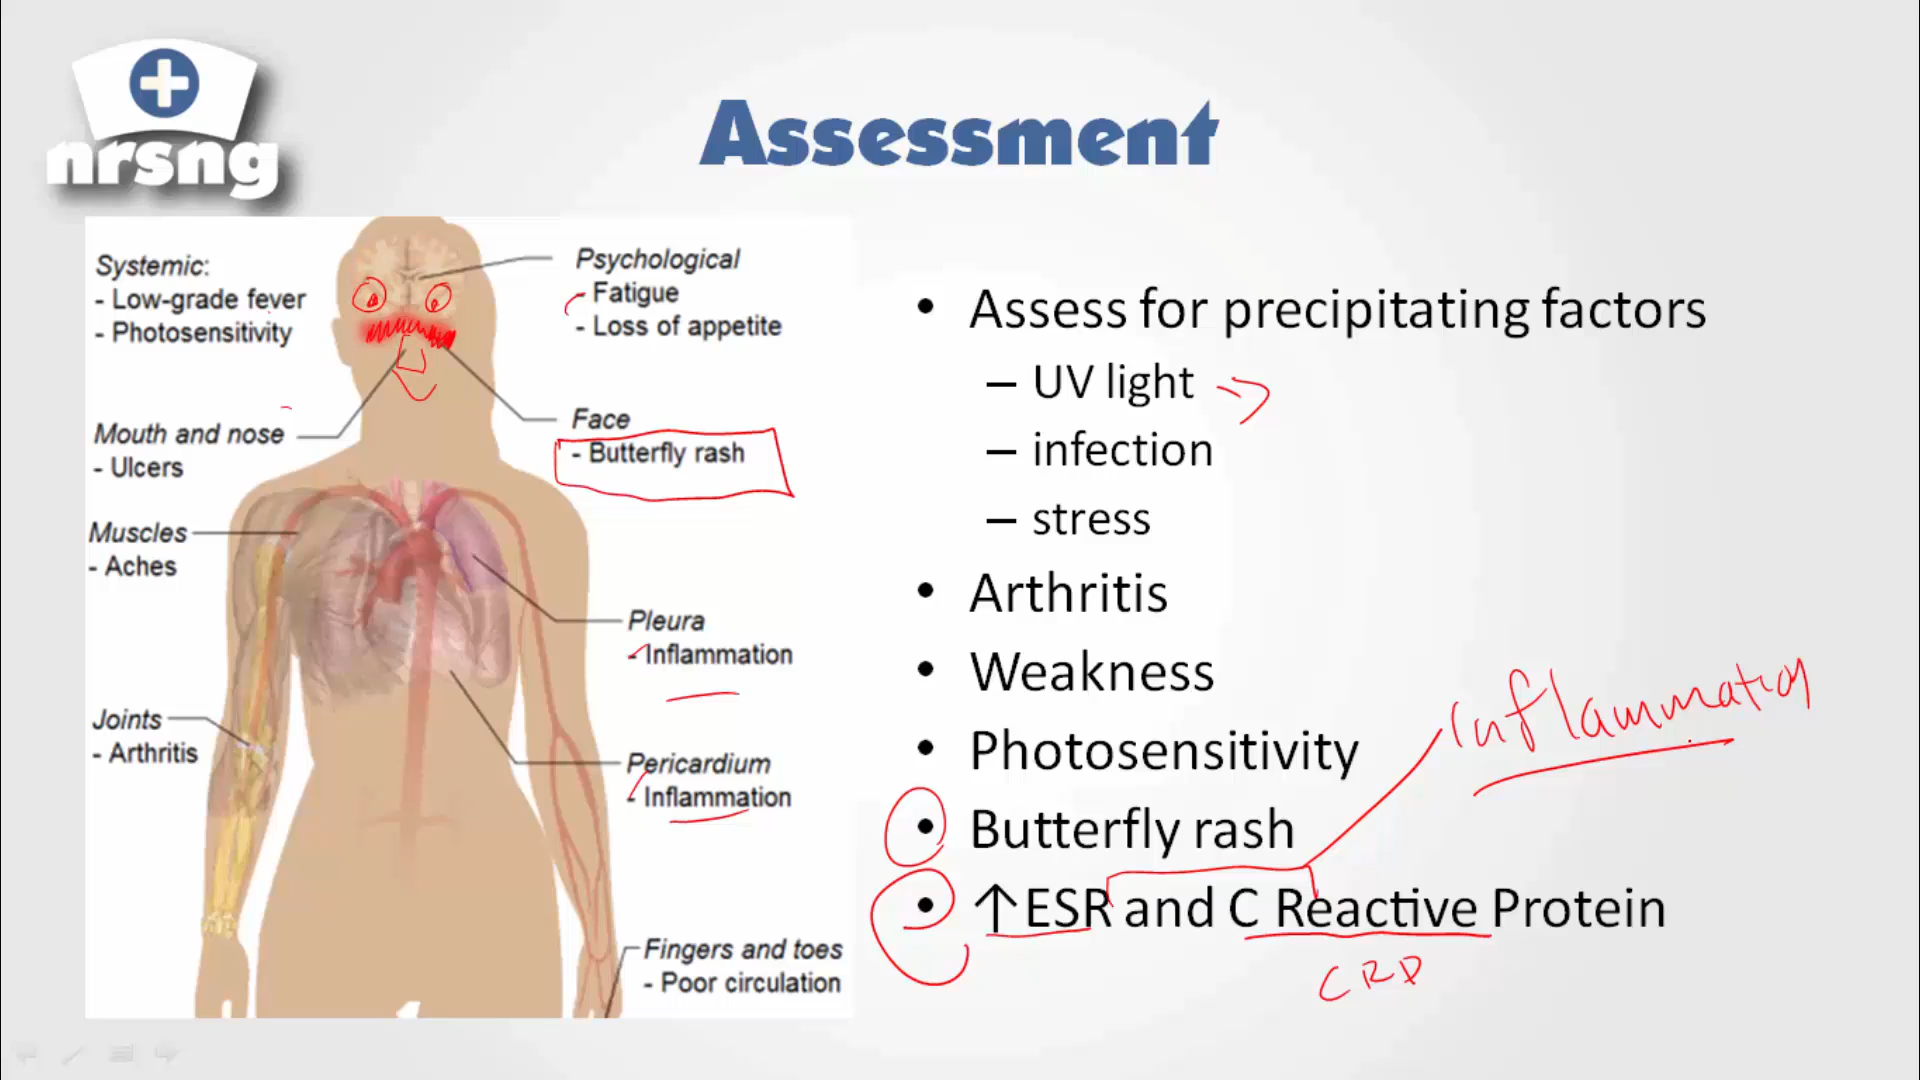 nrsng
Assessment
Systemic:
- Low-grade fever
- Photosensitivity
Psychological
- Fatigue
- Loss of appetite
Mouth and nose
- Ulcers
Face
- Butterfly rash
Muscles
- Aches
Pleura
- Inflammation
Joints
- Arthritis
Pericardium
- Inflammation
Fingers and toes
- Poor circulation
• Assess for precipitating factors
– UV light
– infection
– stress
• Arthritis
• Weakness
• Photosensitivity
• Butterfly rash
• ↑ESR and C Reactive Protein
Inflammation
CRP